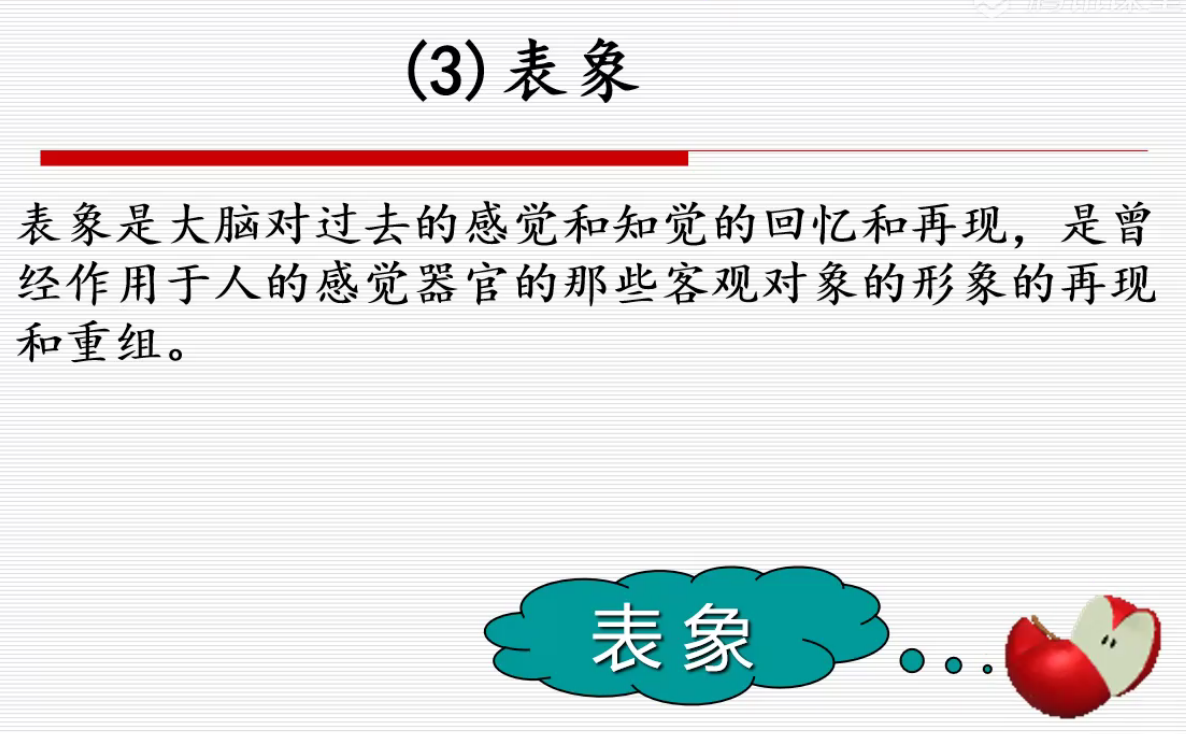 (3)表象
表象是大脑对过去的感觉和知觉的回忆和再现，是曾
经作用于人的感觉器官的那些客观对象的形象的再现
和重组。
表象